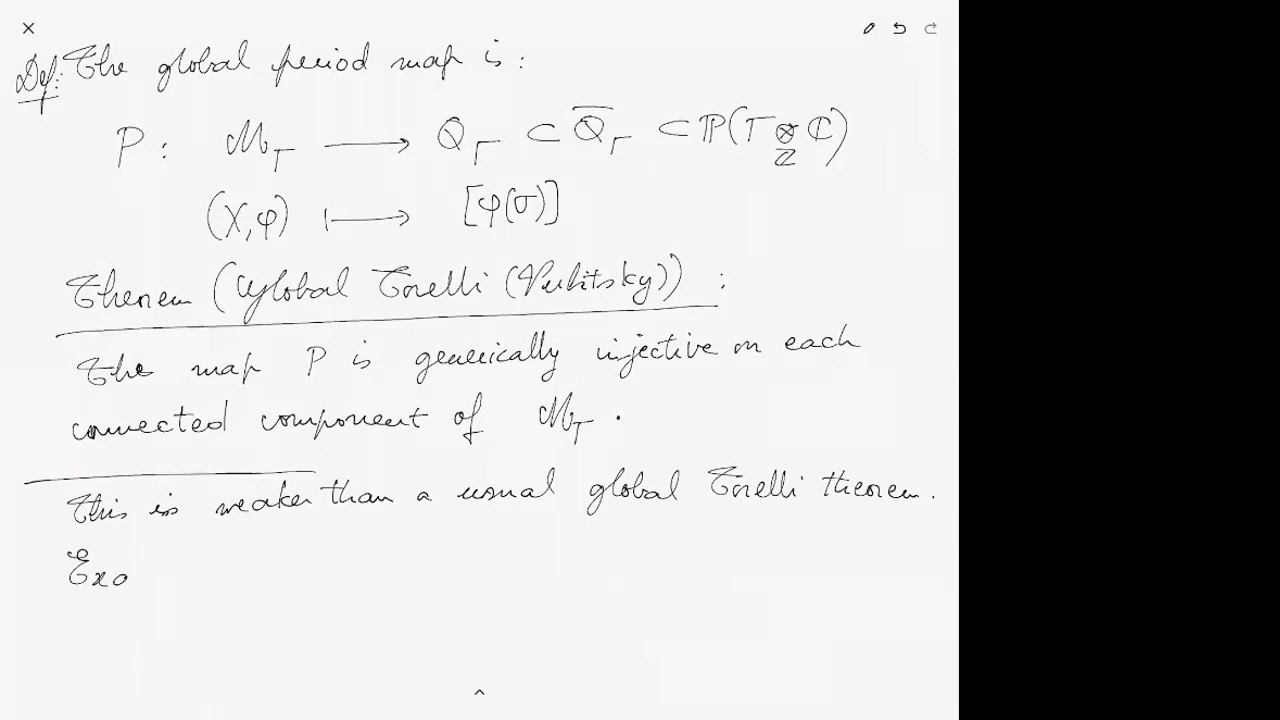 Def: The global period map is :
P : M_Γ ⟶ Q_Γ ⊂ Q̅_Γ ⊂ ℙ(Γ ⊗_ℤ ℂ)
(X,φ) ⟼ [φ(σ)]
Theorem (Global Torelli (Verbitsky)) :
The map P is generically injective on each
connected component of M_Γ .
This is weaker than a usual global Torelli theorem.
Exo